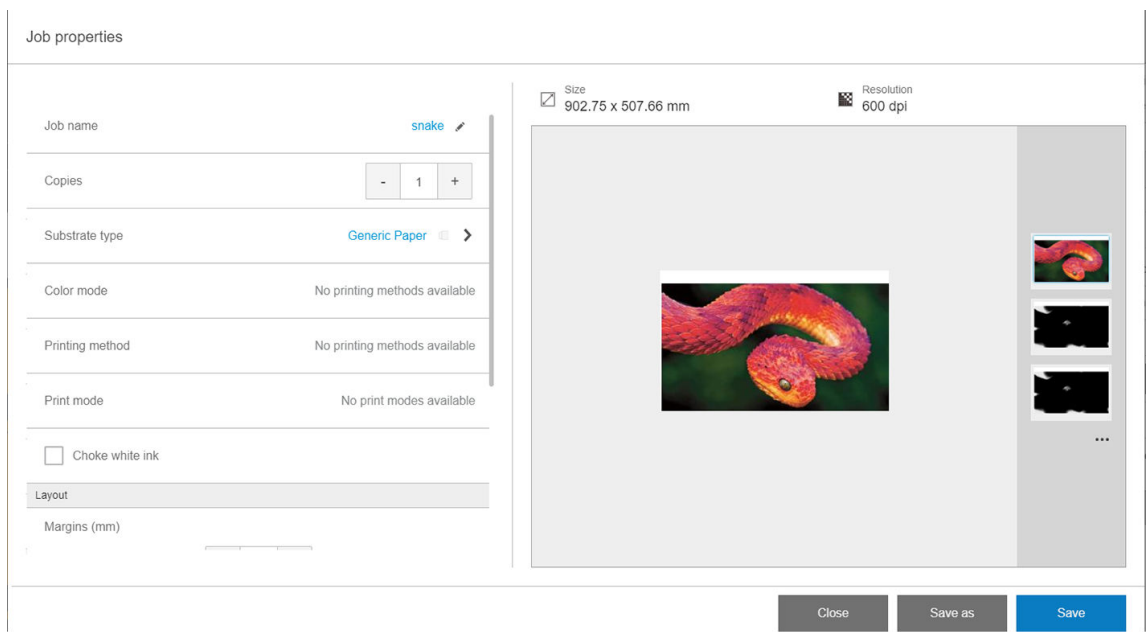 Job properties
Job name snake
Copies - 1 +
Substrate type Generic Paper
Color mode No printing methods available
Printing method No printing methods available
Print mode No print modes available
Choke white ink
Layout
Margins (mm)
Size
902.75 x 507.66 mm
Resolution
600 dpi
...
Close Save as Save